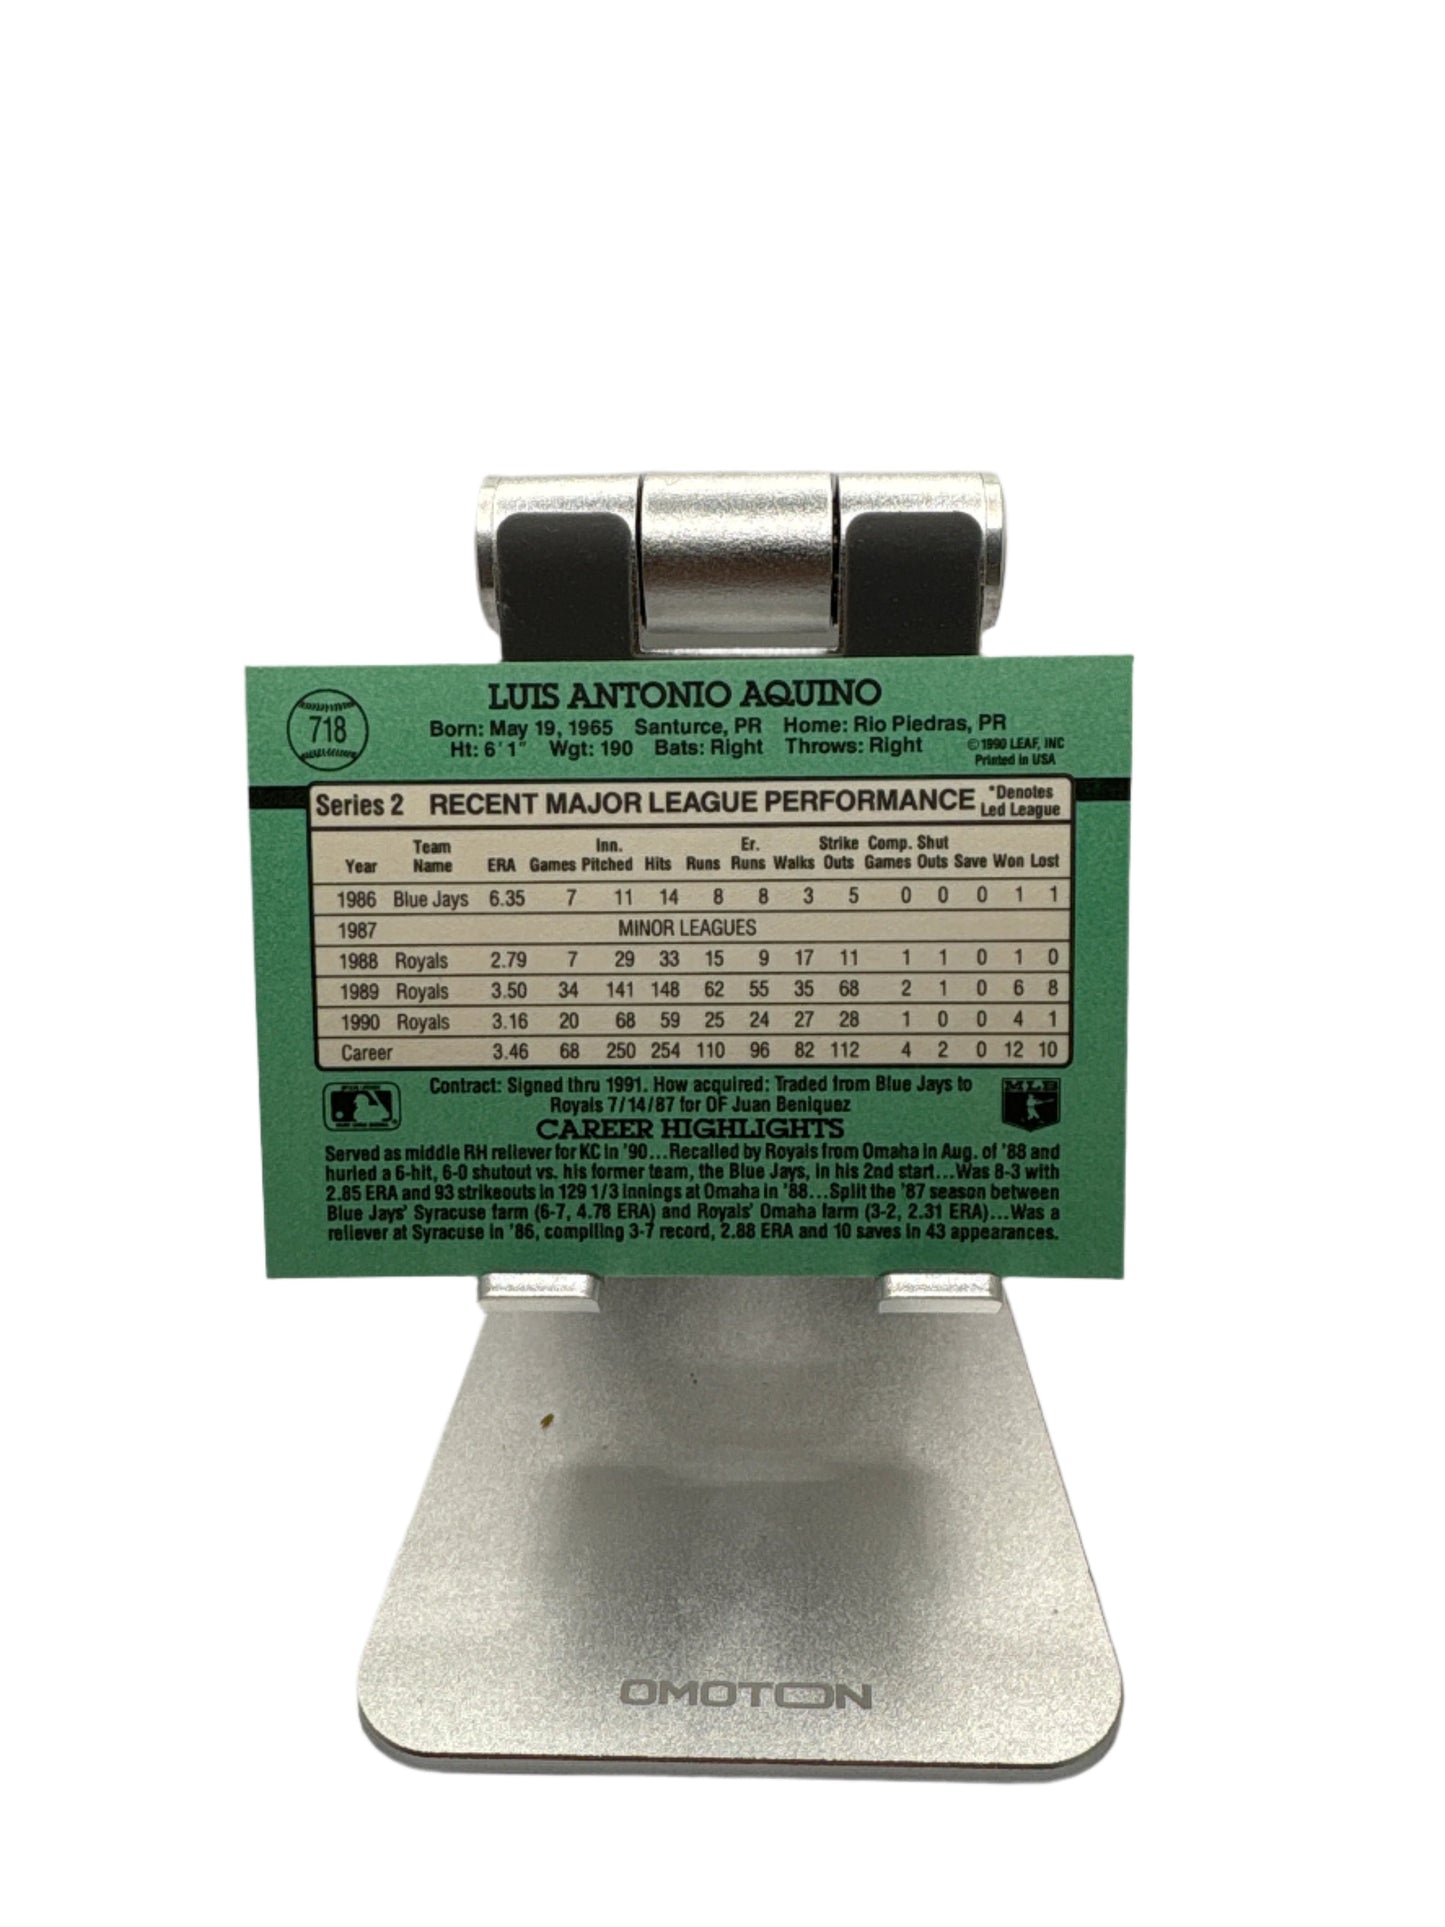 718
LUIS ANTONIO AQUINO
Born: May 19, 1965 Santurce, PR Home: Rio Piedras, PR
Ht: 6'1" Wgt: 190 Bats: Right Throws: Right
©1990 LEAF, INC
Printed in USA
Series 2 RECENT MAJOR LEAGUE PERFORMANCE *Denotes
Led League
Team Inn. Er. Strike Comp. Shut
Year Name ERA Games Pitched Hits Runs Runs Walks Outs Games Outs Save Won Lost
1986 Blue Jays 6.35 7 11 14 8 8 3 5 0 0 0 1 1
1987 MINOR LEAGUES
1988 Royals 2.79 7 29 33 15 9 17 11 1 1 0 1 0
1989 Royals 3.50 34 141 148 62 55 35 68 2 1 0 6 8
1990 Royals 3.16 20 68 59 25 24 27 28 1 0 0 4 1
Career 3.46 68 250 254 110 96 82 112 4 2 0 12 10
Contract: Signed thru 1991. How acquired: Traded from Blue Jays to
Royals 7/14/87 for OF Juan Beniquez
MLB
CAREER HIGHLIGHTS
Served as middle RH reliever for KC in '90...Recalled by Royals from Omaha in Aug. of '88 and
hurled a 6-hit, 6-0 shutout vs. his former team, the Blue Jays, in his 2nd start...Was 8-3 with
2.85 ERA and 93 strikeouts in 129 1/3 innings at Omaha in '88...Split the '87 season between
Blue Jays' Syracuse farm (6-7, 4.78 ERA) and Royals' Omaha farm (3-2, 2.31 ERA)...Was a
reliever at Syracuse in '86, compiling 3-7 record, 2.88 ERA and 10 saves in 43 appearances.
OMOTON